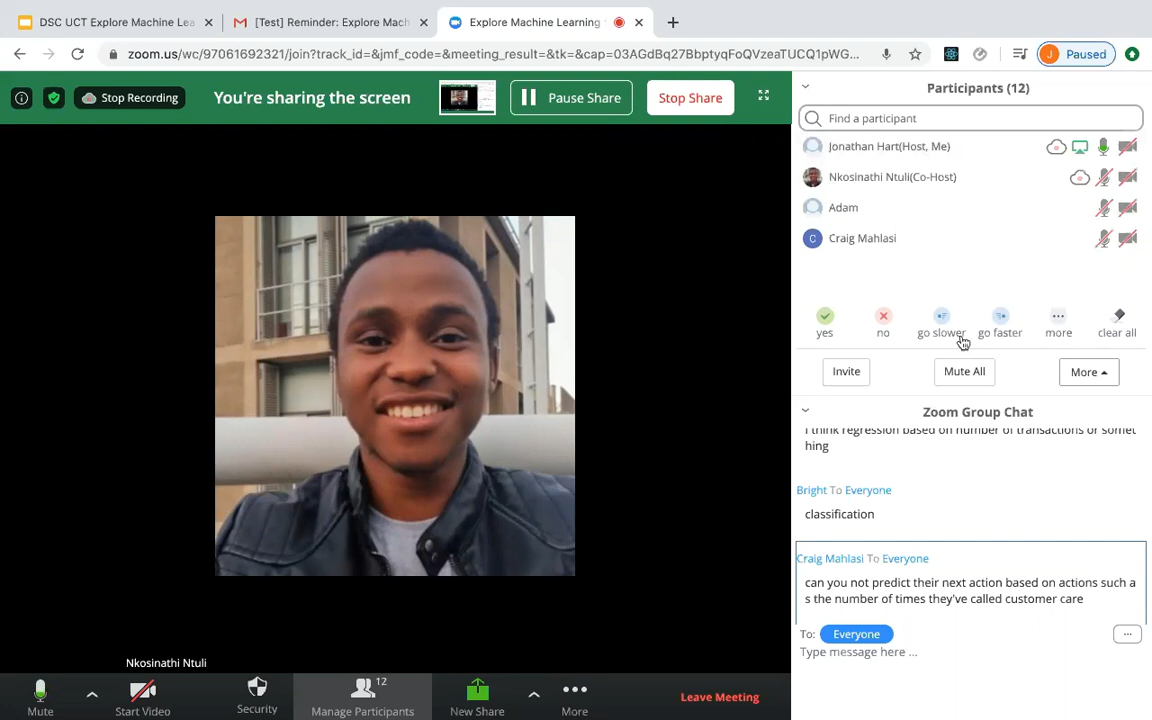 DSC UCT Explore Machine Lea
[Test] Reminder: Explore Mach
Explore Machine Learning
zoom.us/wc/97061692321/join?track_id=&jmf_code=&meeting_result=&tk=&cap=03AGdBq27BbptyqFoQVzeaTUCQ1pWG...
J Paused
Stop Recording
You're sharing the screen
Pause Share
Stop Share
Participants (12)
Find a participant
Jonathan Hart(Host, Me)
Nkosinathi Ntuli(Co-Host)
Adam
C Craig Mahlasi
yes no go slower go faster more clear all
Invite Mute All More
Zoom Group Chat
I think regression based on number of transactions or somet
hing
Bright To Everyone
classification
Craig Mahlasi To Everyone
can you not predict their next action based on actions such a
s the number of times they've called customer care
To: Everyone ...
Type message here ...
Nkosinathi Ntuli
12
Mute Start Video Security Manage Participants New Share More Leave Meeting